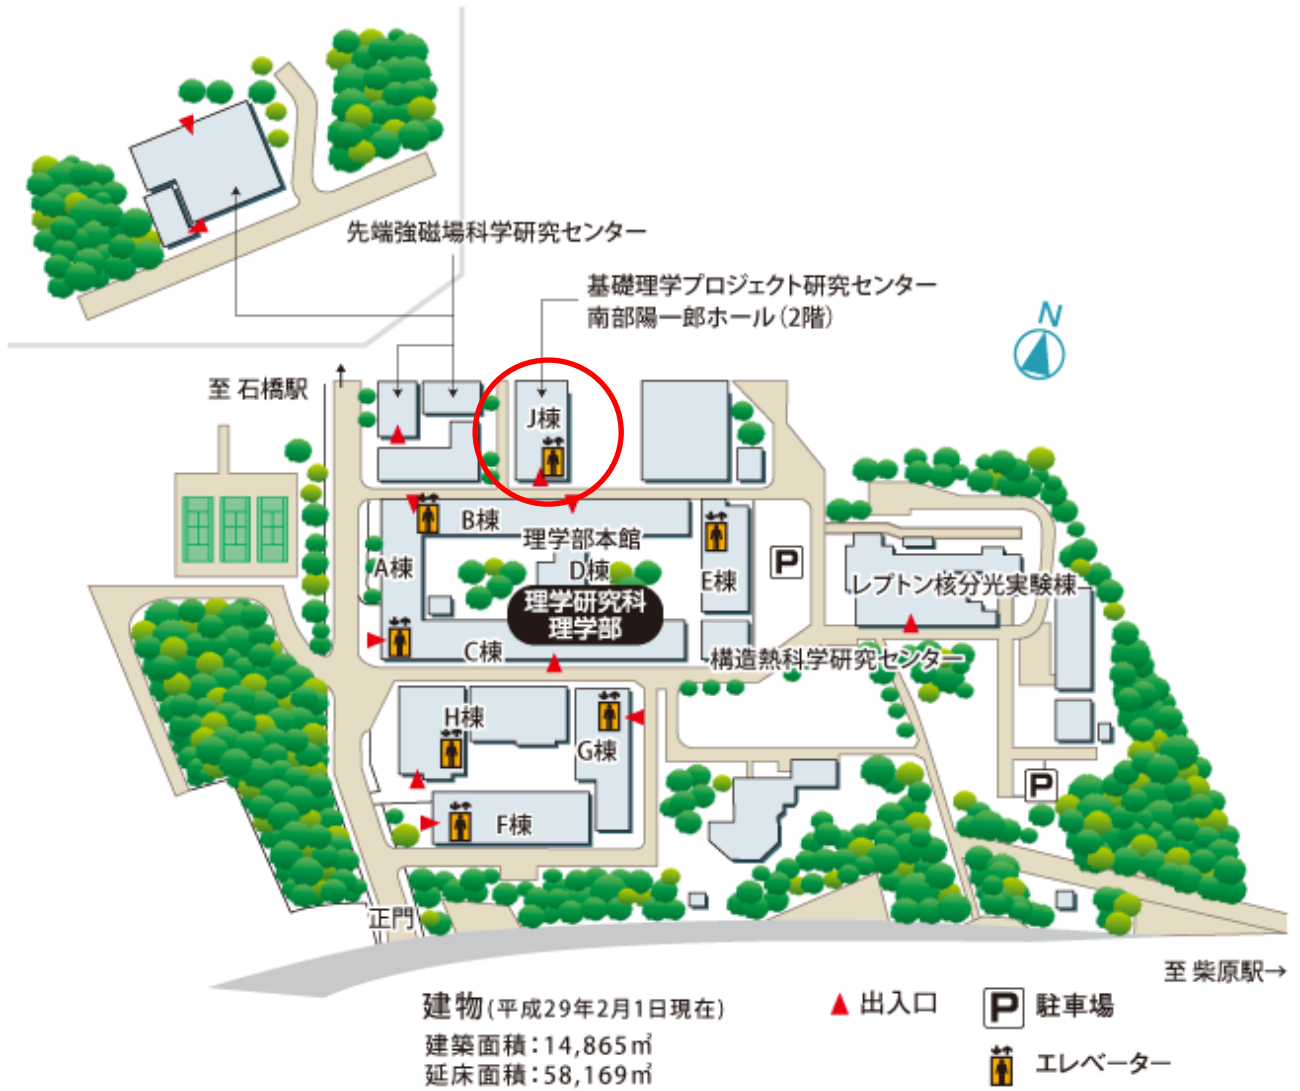 先端強磁場科学研究センター
基礎理学プロジェクト研究センター
南部陽一郎ホール(2階)
N
至 石橋駅
J棟
B棟
理学部本館
A棟
D棟
E棟
P
レプトン核分光実験棟
理学研究科
理学部
C棟
構造熱科学研究センター
H棟
G棟
P
F棟
正門
至 柴原駅→
建物(平成29年2月1日現在)
建築面積:14,865㎡
延床面積:58,169㎡
出入口
P 駐車場
エレベーター